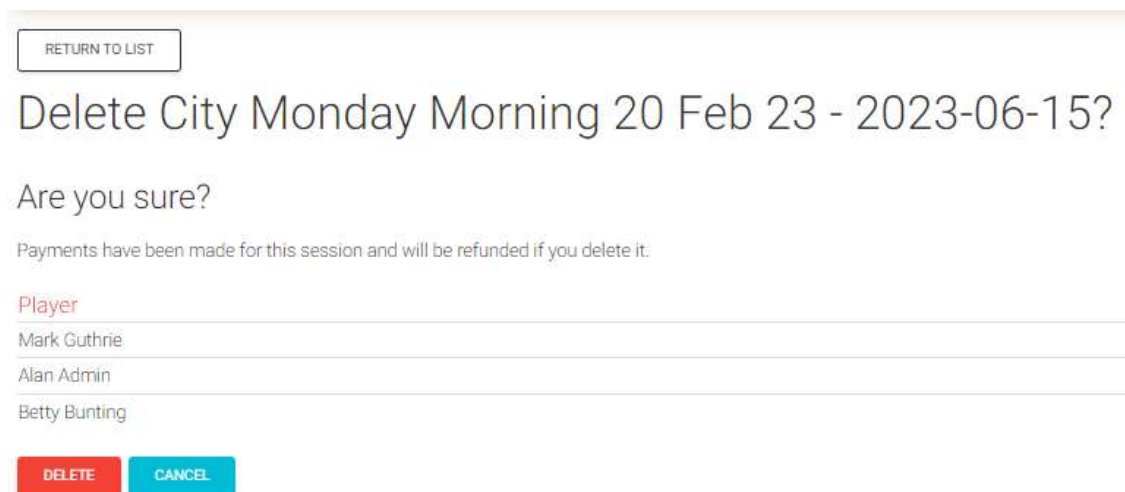 RETURN TO LIST
Delete City Monday Morning 20 Feb 23 - 2023-06-15?
Are you sure?
Payments have been made for this session and will be refunded if you delete it.
Player
Mark Guthrie
Alan Admin
Betty Bunting
DELETE CANCEL